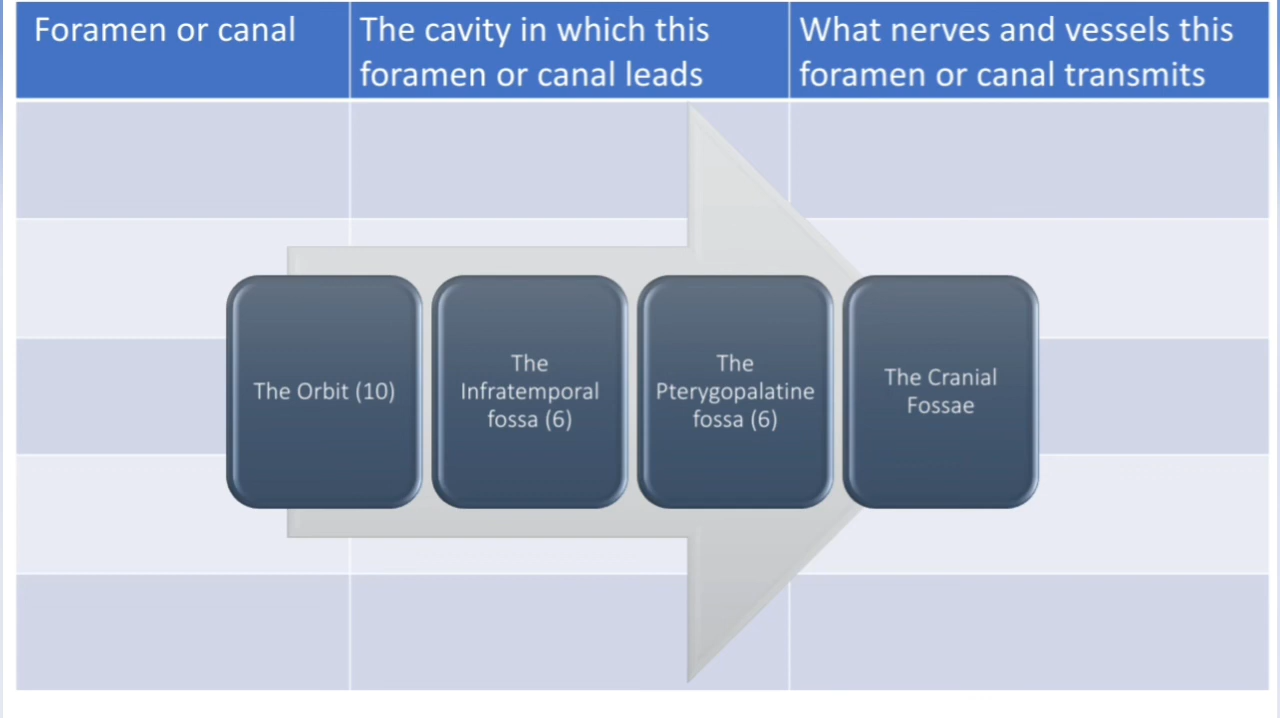 Foramen or canal
The cavity in which this
foramen or canal leads
What nerves and vessels this
foramen or canal transmits
The Orbit (10)
The
Infratemporal
fossa (6)
The
Pterygopalatine
fossa (6)
The Cranial
Fossae